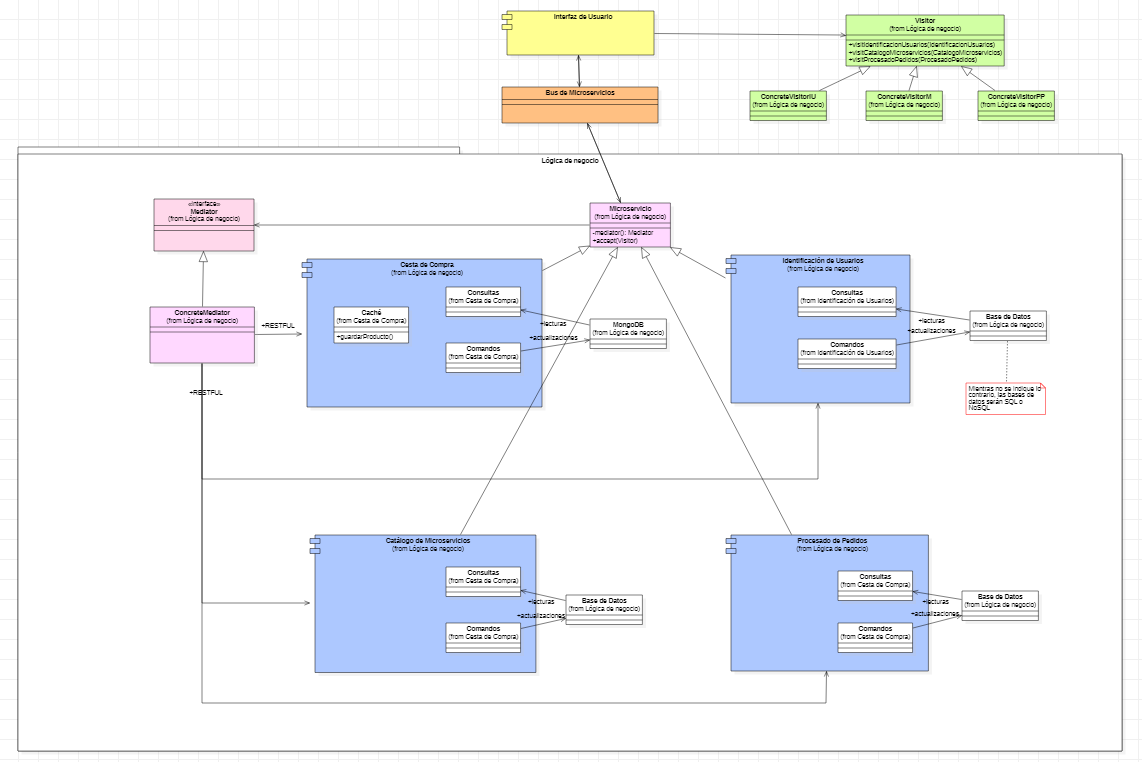 Interfaz de Usuario
Visitor
(from Lógica de negocio)
+visitIdentificacionUsuarios(IdentificacionUsuarios)
+visitCatalogoMicroservicios(CatalogoMicroservicios)
+visitProcesadoPedidos(ProcesadoPedidos)
Bus de Microservicios
ConcreteVisitorIU
(from Lógica de negocio)
ConcreteVisitorM
(from Lógica de negocio)
ConcreteVisitorPP
(from Lógica de negocio)
Lógica de negocio
«interface»
Mediator
(from Lógica de negocio)
Microservicio
(from Lógica de negocio)
-mediator(): Mediator
+accept(Visitor)
Cesta de Compra
(from Lógica de negocio)
Caché
(from Cesta de Compra)
+guardarProducto()
Consultas
(from Cesta de Compra)
Comandos
(from Cesta de Compra)
+lecturas
+actualizaciones
MongoDB
(from Lógica de negocio)
Identificación de Usuarios
(from Lógica de negocio)
Consultas
(from Identificación de Usuarios)
Comandos
(from Identificación de Usuarios)
+lecturas
+actualizaciones
Base de Datos
(from Lógica de negocio)
Mientras no se indique lo
contrario, las bases de
datos serán SQL o
NoSQL
ConcreteMediator
(from Lógica de negocio)
+RESTFUL
+RESTFUL
Catálogo de Microservicios
(from Lógica de negocio)
Consultas
(from Cesta de Compra)
Comandos
(from Cesta de Compra)
+lecturas
+actualizaciones
Base de Datos
(from Lógica de negocio)
Procesado de Pedidos
(from Lógica de negocio)
Consultas
(from Cesta de Compra)
Comandos
(from Cesta de Compra)
+lecturas
+actualizaciones
Base de Datos
(from Lógica de negocio)